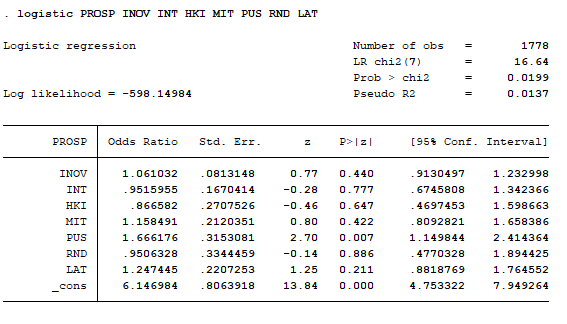 . logistic PROSP INOV INT HKI MIT PUS RND LAT
Logistic regression Number of obs = 1778
LR chi2(7) = 16.64
Prob > chi2 = 0.0199
Log likelihood = -598.14984 Pseudo R2 = 0.0137
PROSP Odds Ratio Std. Err. z P>|z| [95% Conf. Interval]
INOV 1.061032 .0813148 0.77 0.440 .9130497 1.232998
INT .9515955 .1670414 -0.28 0.777 .6745808 1.342366
HKI .866582 .2707526 -0.46 0.647 .4697453 1.598663
MIT 1.158491 .2120351 0.80 0.422 .8092821 1.658386
PUS 1.666176 .3153081 2.70 0.007 1.149844 2.414364
RND .9506328 .3344459 -0.14 0.886 .4770328 1.894425
LAT 1.247445 .2207253 1.25 0.211 .8818769 1.764552
_cons 6.146984 .8063918 13.84 0.000 4.753322 7.949264